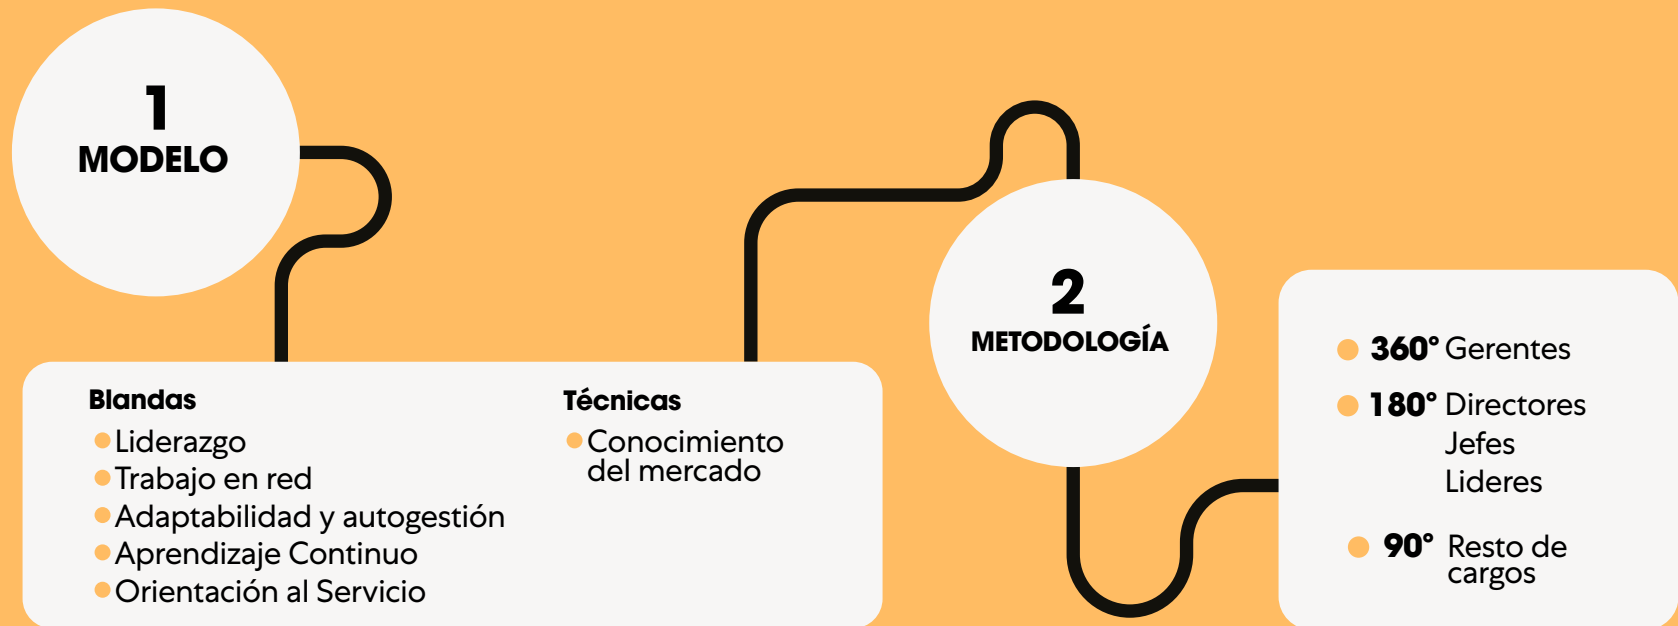 1
MODELO
Blandas
Liderazgo
Trabajo en red
Adaptabilidad y autogestión
Aprendizaje Continuo
Orientación al Servicio
Técnicas
Conocimiento
del mercado
2
METODOLOGÍA
360° Gerentes
180° Directores
Jefes
Lideres
90° Resto de
cargos